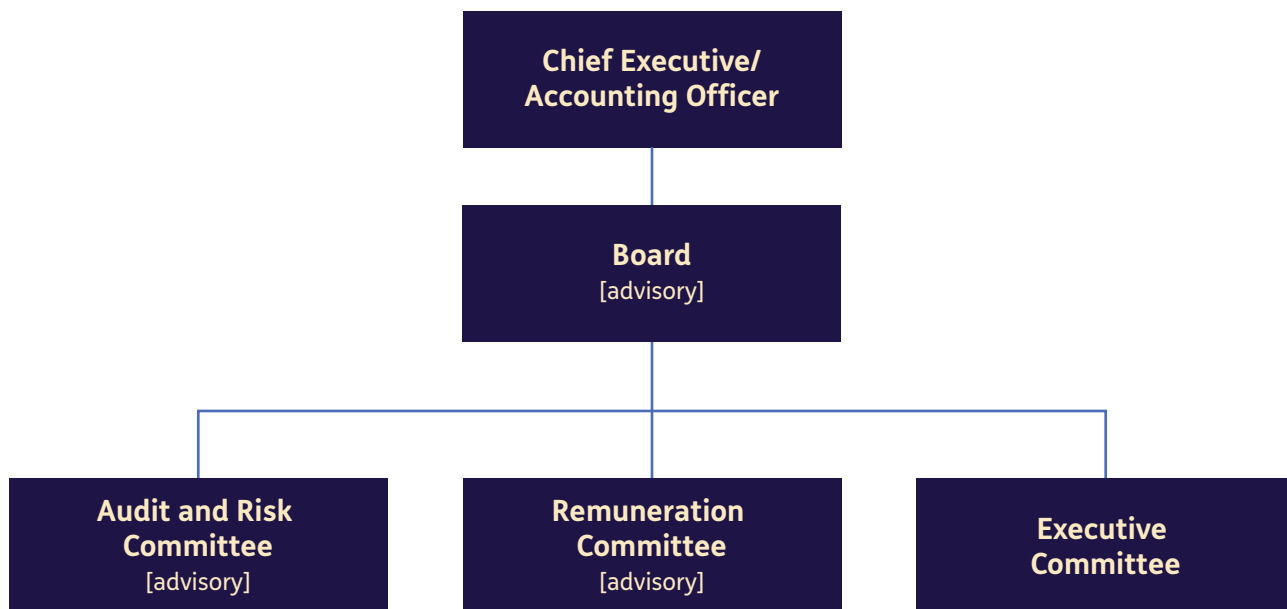 Chief Executive/
Accounting Officer
Board
[advisory]
Audit and Risk
Committee
[advisory]
Remuneration
Committee
[advisory]
Executive
Committee